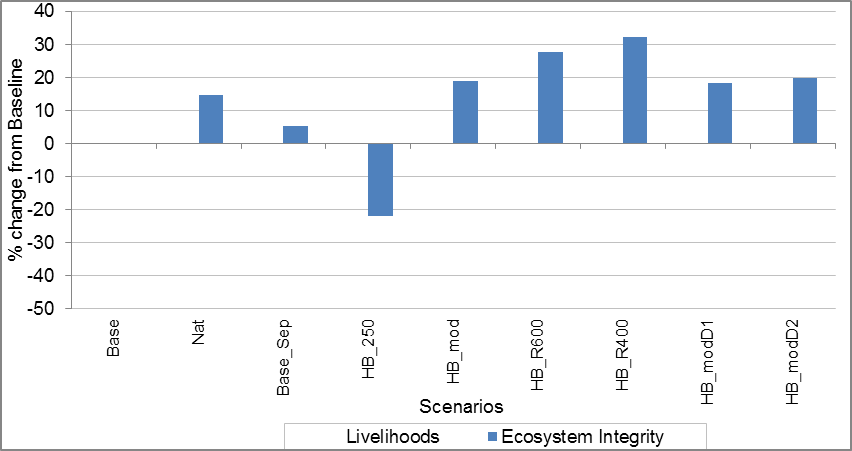 40
30
20
10
0
-10
-20
-30
-40
-50
% change from Baseline
Base
Nat
Base_Sep
HB_250
HB_mod
HB_R600
HB_R400
HB_modD1
HB_modD2
Scenarios
Livelihoods Ecosystem Integrity